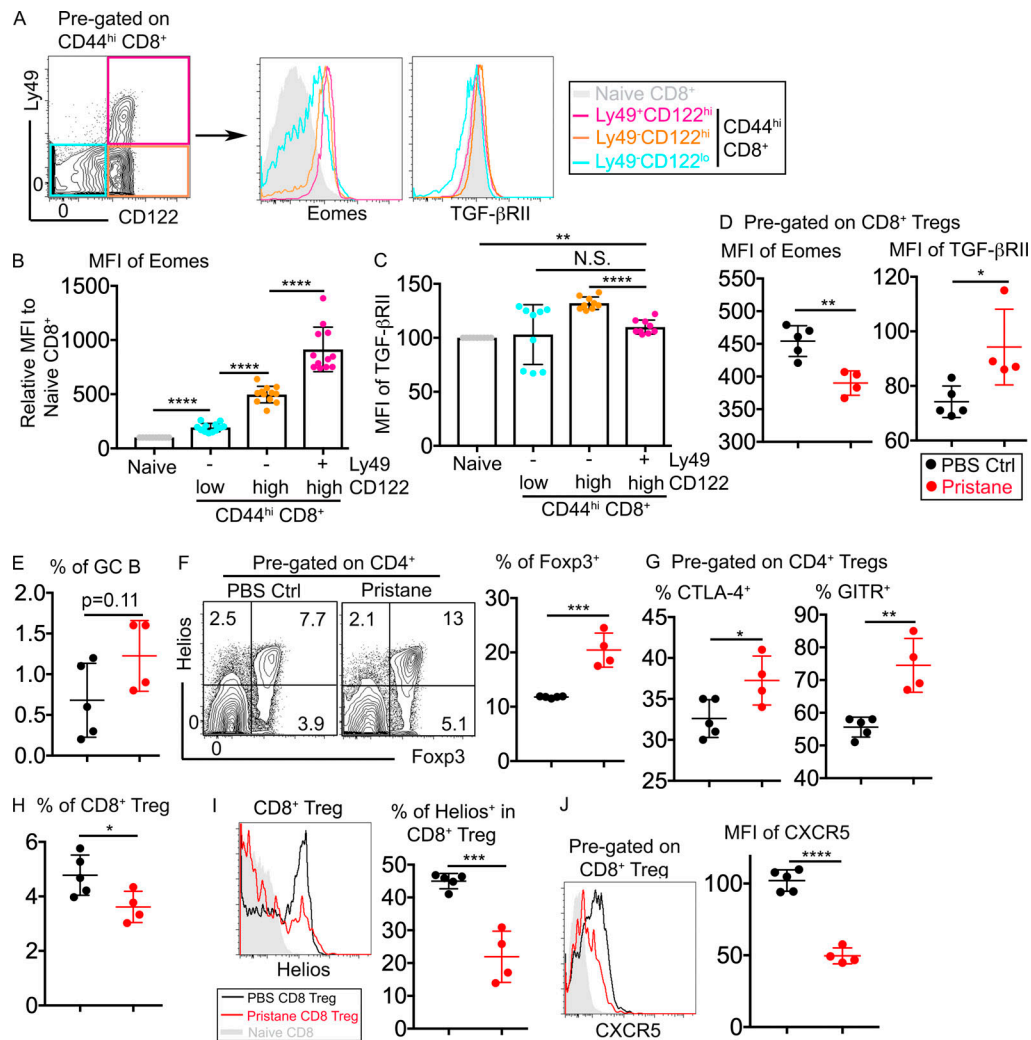 A
Pre-gated on
CD44hi CD8+
Ly49
0
0
CD122
Eomes
TGF-βRII
Naive CD8+
Ly49+CD122hi
Ly49-CD122hi
Ly49-CD122lo
CD44hi
CD8+
B
MFI of Eomes
Relative MFI to
Naive CD8+
1500
1000
500
0
****
****
****
Naive
- - + Ly49
low high high CD122
CD44hi CD8+
C
MFI of TGF-βRII
150
100
50
0
**
N.S.
****
Naive
- - + Ly49
low high high CD122
CD44hi CD8+
D Pre-gated on CD8+ Tregs
MFI of Eomes
500
450
400
350
300
**
MFI of TGF-βRII
120
100
80
60
*
PBS Ctrl
Pristane
E
% of GC B
p=0.11
2.0
1.5
1.0
0.5
0.0
F
Pre-gated on CD4+
PBS Ctrl
Pristane
2.5 7.7
3.9
2.1 13
5.1
Helios
0
0
Foxp3
% of Foxp3+
***
30
20
10
0
G Pre-gated on CD4+ Tregs
% CTLA-4+
*
45
40
35
30
25
% GITR+
**
100
90
80
70
60
50
40
H
% of CD8+ Treg
*
6
4
2
0
I
CD8+ Treg
Helios
PBS CD8 Treg
Pristane CD8 Treg
Naive CD8
% of Helios+ in
CD8+ Treg
***
50
40
30
20
10
0
J
Pre-gated on
CD8+ Treg
CXCR5
MFI of CXCR5
****
100
50
0